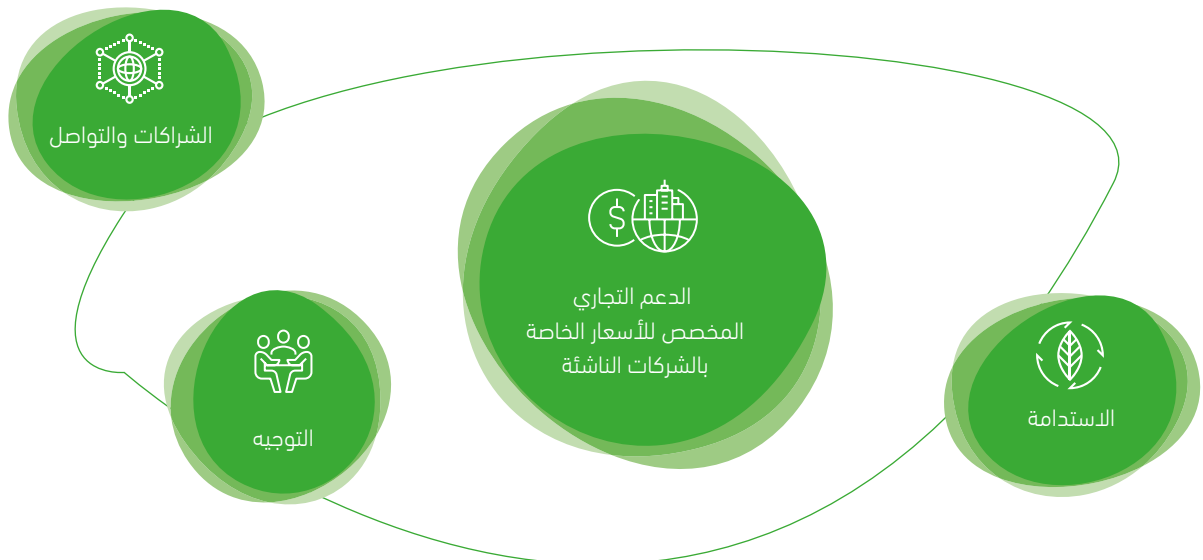 الشراكات والتواصل
الدعم التجاري
المخصص للأسعار الخاصة
بالشركات الناشئة
الاستدامة
التوجيه